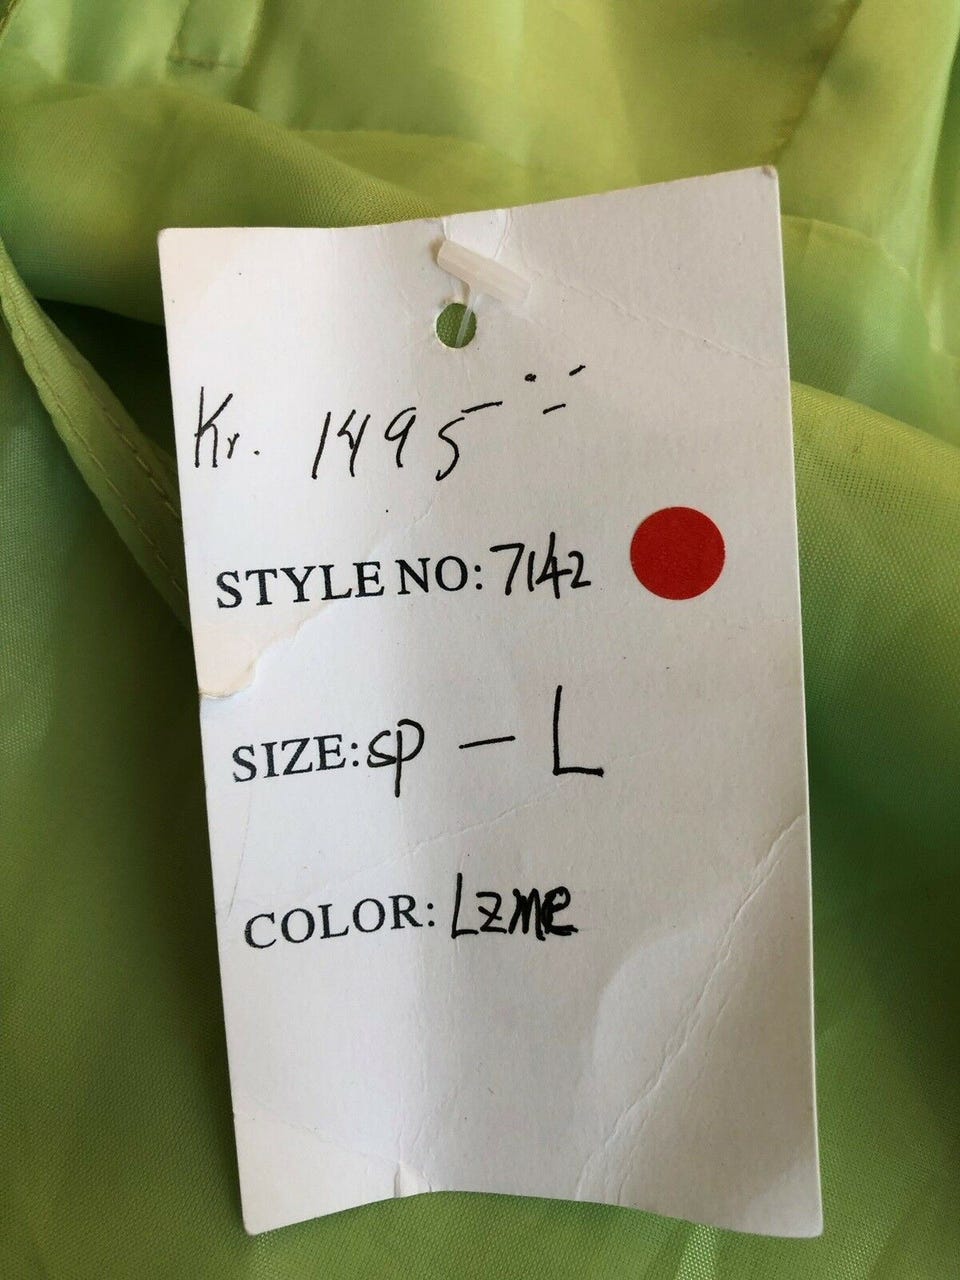 Kr. 1495
STYLE NO: 7142
SIZE: SP - L
COLOR: Lzme